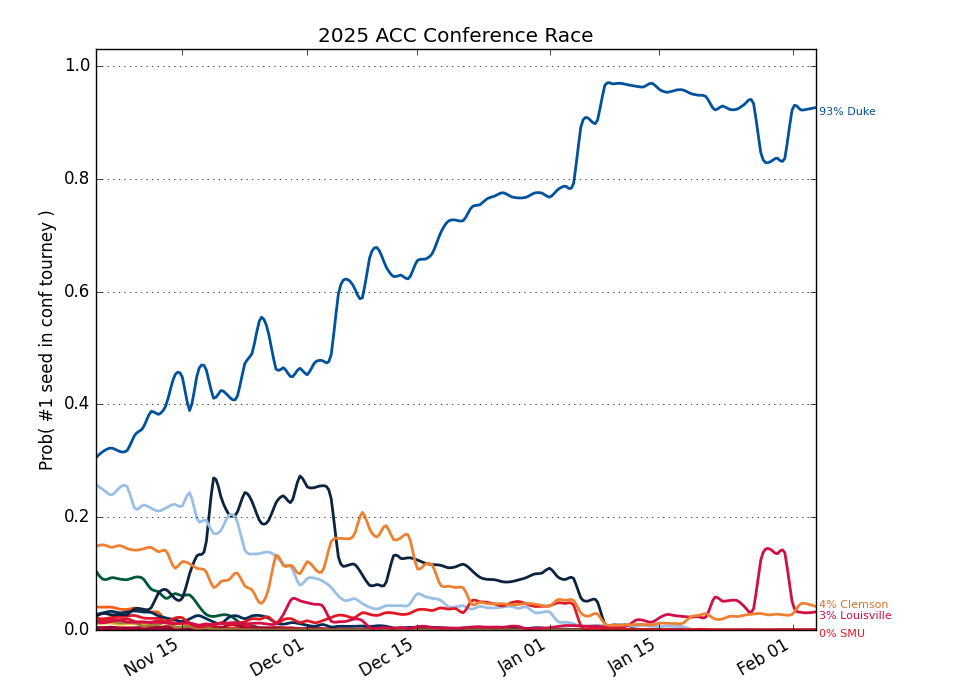 2025 ACC Conference Race
Prob( #1 seed in conf tourney )
1.0
0.8
0.6
0.4
0.2
0.0
Nov 15
Dec 01
Dec 15
Jan 01
Jan 15
Feb 01
93% Duke
4% Clemson
3% Louisville
0% SMU